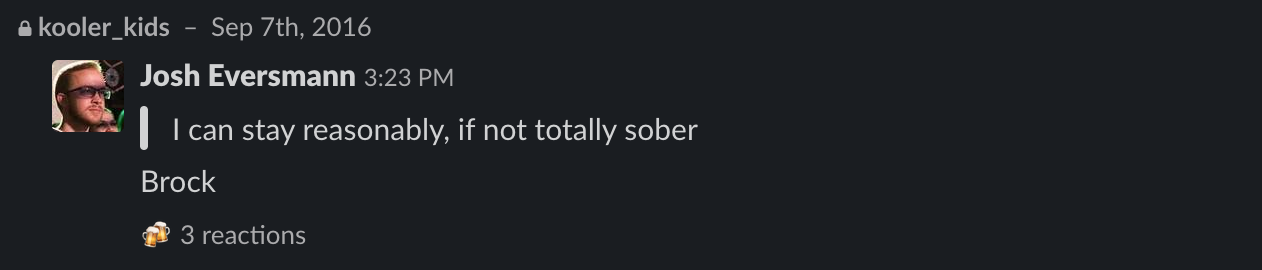 kooler_kids – Sep 7th, 2016
Josh Eversmann 3:23 PM
I can stay reasonably, if not totally sober
Brock
3 reactions